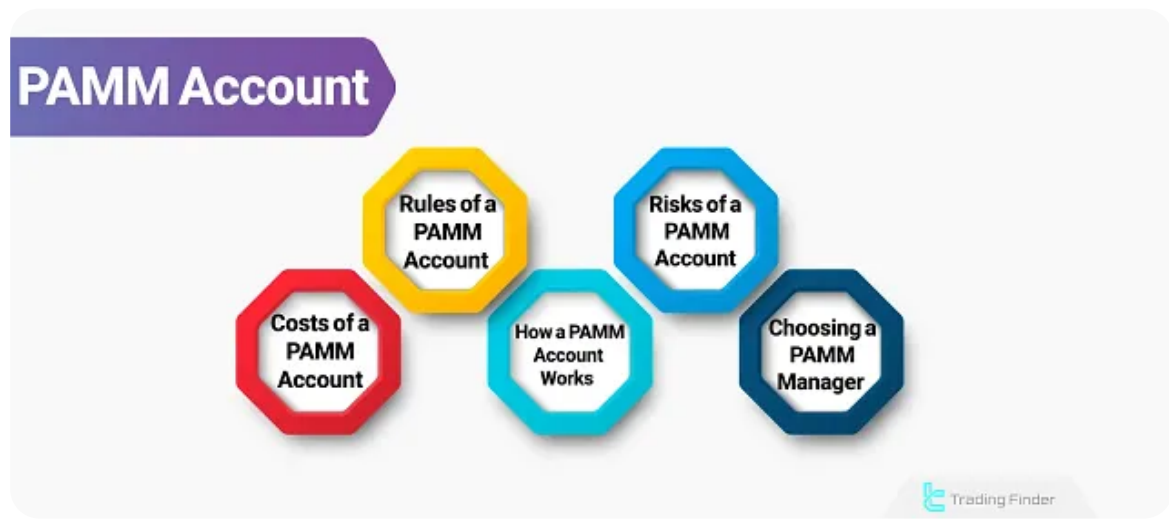 PAMM Account
Costs of a
PAMM
Account
Rules of a
PAMM
Account
How a PAMM
Account
Works
Risks of a
PAMM
Account
Choosing a
PAMM
Manager
Trading Finder